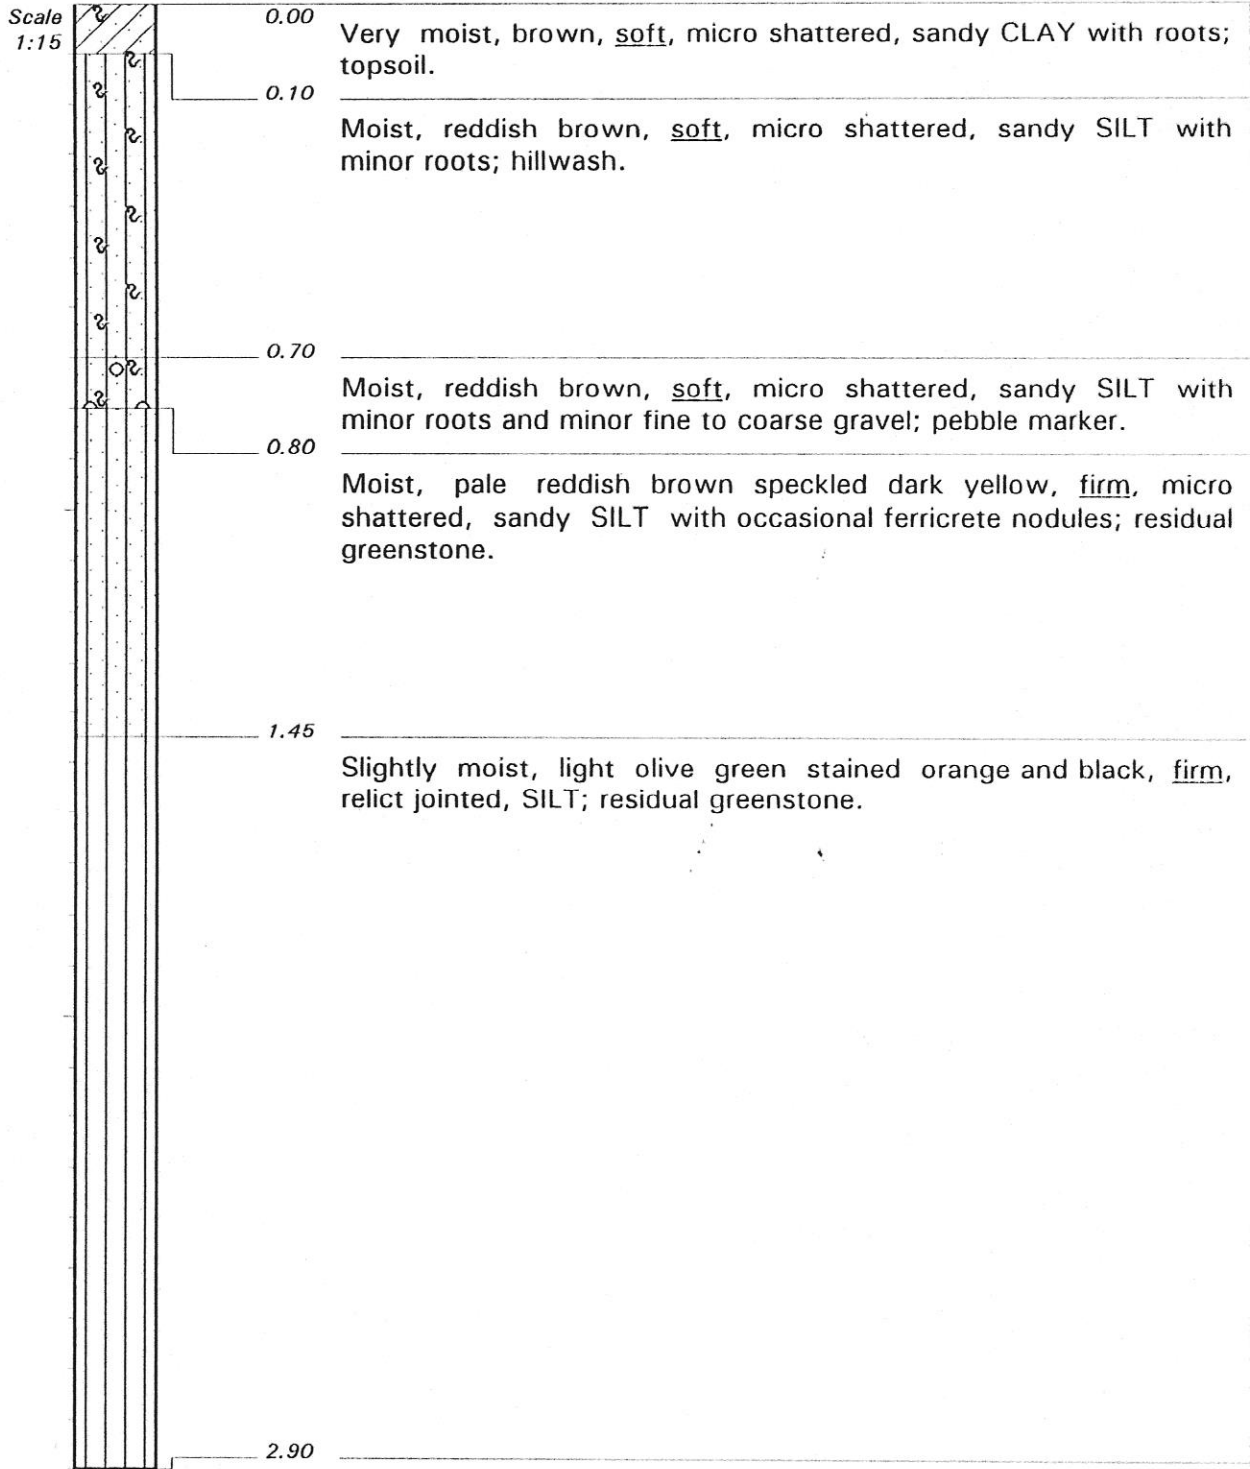 Scale
1:15
0.00
Very moist, brown, soft, micro shattered, sandy CLAY with roots;
topsoil.
0.10
Moist, reddish brown, soft, micro shattered, sandy SILT with
minor roots; hillwash.
0.70
Moist, reddish brown, soft, micro shattered, sandy SILT with
minor roots and minor fine to coarse gravel; pebble marker.
0.80
Moist, pale reddish brown speckled dark yellow, firm, micro
shattered, sandy SILT with occasional ferricrete nodules; residual
greenstone.
1.45
Slightly moist, light olive green stained orange and black, firm,
relict jointed, SILT; residual greenstone.
2.90